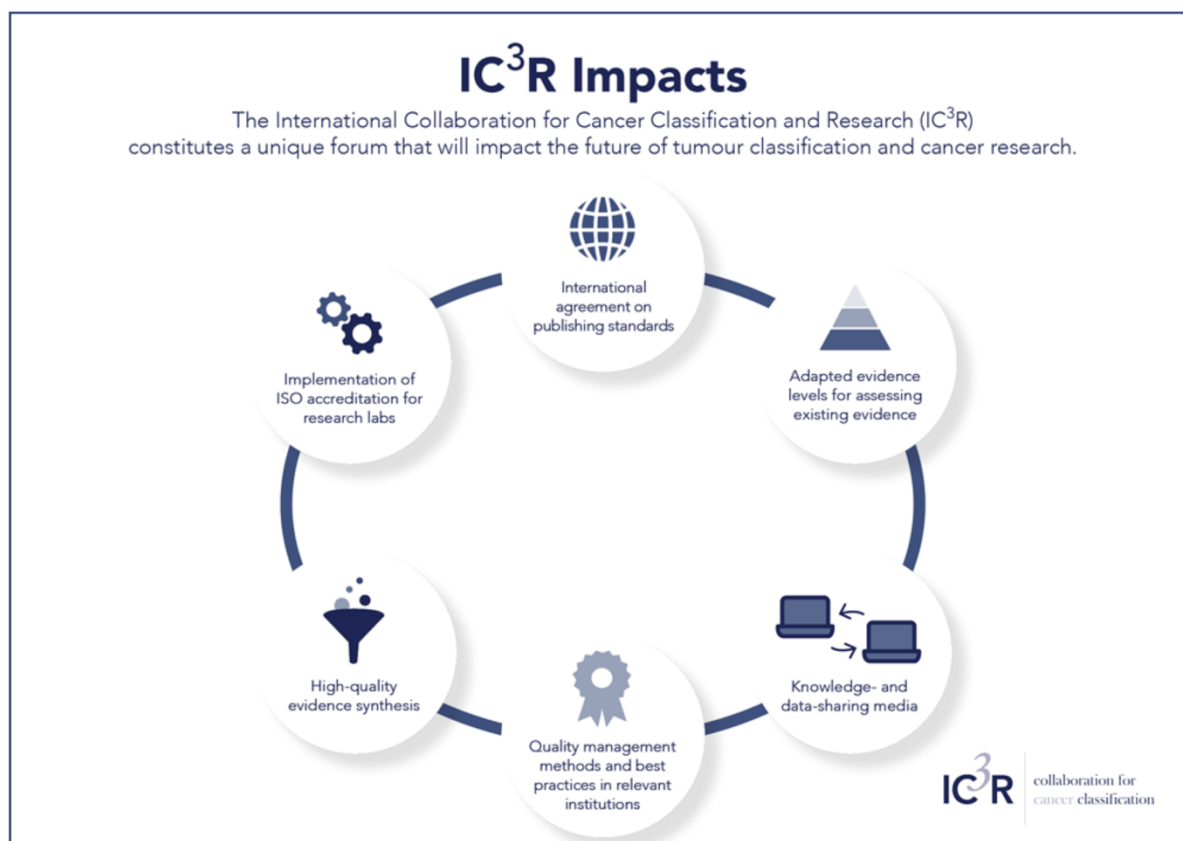 IC³R Impacts
The International Collaboration for Cancer Classification and Research (IC³R)
constitutes a unique forum that will impact the future of tumour classification and cancer research.
International
agreement on
publishing standards
Adapted evidence
levels for assessing
existing evidence
Knowledge- and
data-sharing media
Quality management
methods and best
practices in relevant
institutions
High-quality
evidence synthesis
Implementation of
ISO accreditation for
research labs
IC³R
collaboration for
cancer classification